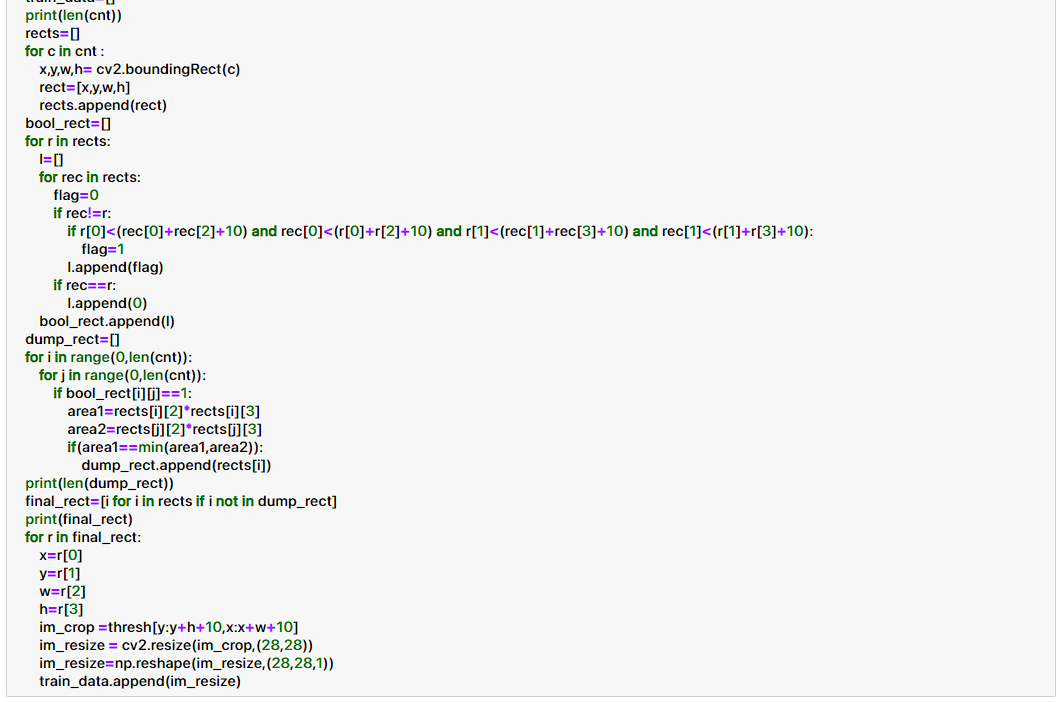 train_data=[]
print(len(cnt))
rects=[]
for c in cnt :
x,y,w,h= cv2.boundingRect(c)
rect=[x,y,w,h]
rects.append(rect)
bool_rect=[]
for r in rects:
l=[]
for rec in rects:
flag=0
if rec!=r:
if r[0]<(rec[0]+rec[2]+10) and rec[0]<(r[0]+r[2]+10) and r[1]<(rec[1]+rec[3]+10) and rec[1]<(r[1]+r[3]+10):
flag=1
l.append(flag)
if rec==r:
l.append(0)
bool_rect.append(l)
dump_rect=[]
for i in range(0,len(cnt)):
for j in range(0,len(cnt)):
if bool_rect[i][j]==1:
area1=rects[i][2]*rects[i][3]
area2=rects[j][2]*rects[j][3]
if(area1==min(area1,area2)):
dump_rect.append(rects[i])
print(len(dump_rect))
final_rect=[i for i in rects if i not in dump_rect]
print(final_rect)
for r in final_rect:
x=r[0]
y=r[1]
w=r[2]
h=r[3]
im_crop =thresh[y:y+h+10,x:x+w+10]
im_resize = cv2.resize(im_crop,(28,28))
im_resize=np.reshape(im_resize,(28,28,1))
train_data.append(im_resize)